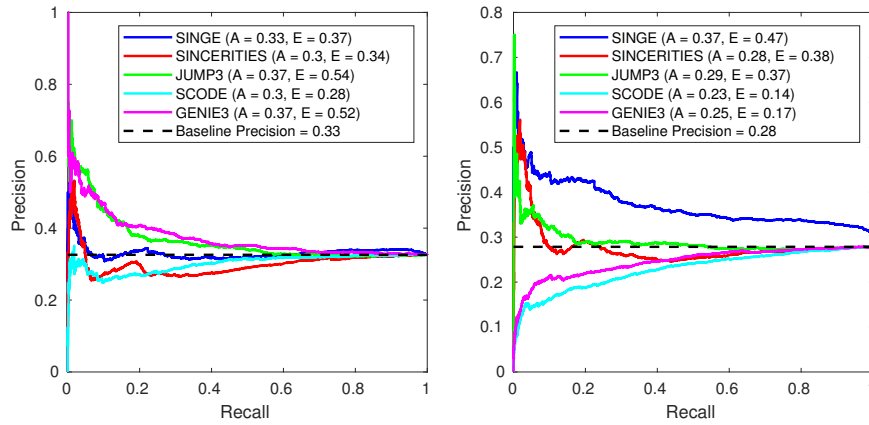 1
0.8
0.6
0.4
0.2
0
Precision
0
0.2
0.4
0.6
0.8
1
Recall
SINGE (A = 0.33, E = 0.37)
SINCERITIES (A = 0.3, E = 0.34)
JUMP3 (A = 0.37, E = 0.54)
SCODE (A = 0.3, E = 0.28)
GENIE3 (A = 0.37, E = 0.52)
Baseline Precision = 0.33
0.8
0.7
0.6
0.5
0.4
0.3
0.2
0.1
0
Precision
0
0.2
0.4
0.6
0.8
Recall
SINGE (A = 0.37, E = 0.47)
SINCERITIES (A = 0.28, E = 0.38)
JUMP3 (A = 0.29, E = 0.37)
SCODE (A = 0.23, E = 0.14)
GENIE3 (A = 0.25, E = 0.17)
Baseline Precision = 0.28